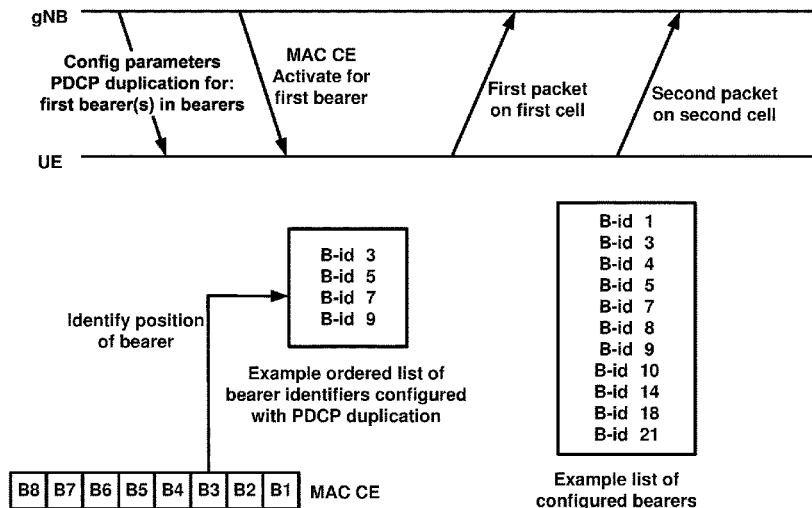 gNB
Config parameters
PDCP duplication for:
first bearer(s) in bearers
MAC CE
Activate for
first bearer
First packet
on first cell
Second packet
on second cell
UE
B-id 3
B-id 5
B-id 7
B-id 9
Identify position
of bearer
Example ordered list of
bearer identifiers configured
with PDCP duplication
B-id 1
B-id 3
B-id 4
B-id 5
B-id 7
B-id 8
B-id 9
B-id 10
B-id 14
B-id 18
B-id 21
Example list of
configured bearers
B8 B7 B6 B5 B4 B3 B2 B1 MAC CE